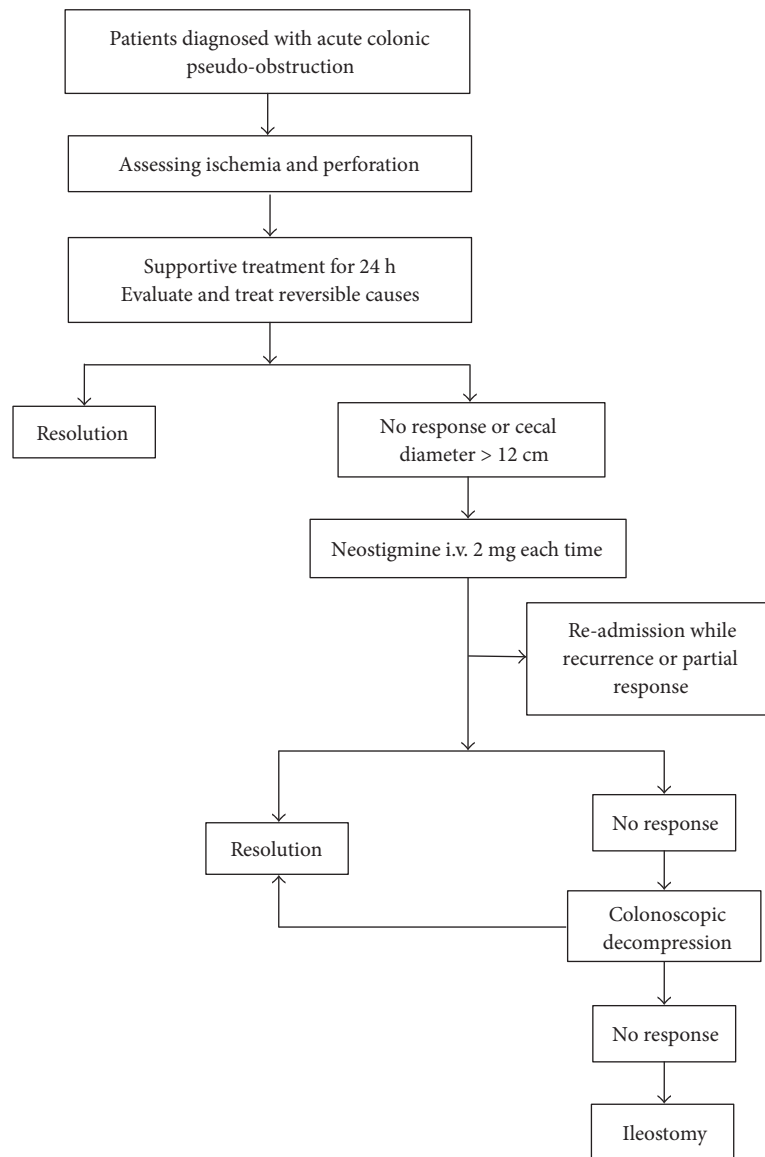 Patients diagnosed with acute colonic
pseudo-obstruction
Assessing ischemia and perforation
Supportive treatment for 24 h
Evaluate and treat reversible causes
Resolution
No response or cecal
diameter > 12 cm
Neostigmine i.v. 2 mg each time
Re-admission while
recurrence or partial
response
Resolution
No response
Colonoscopic
decompression
No response
Ileostomy